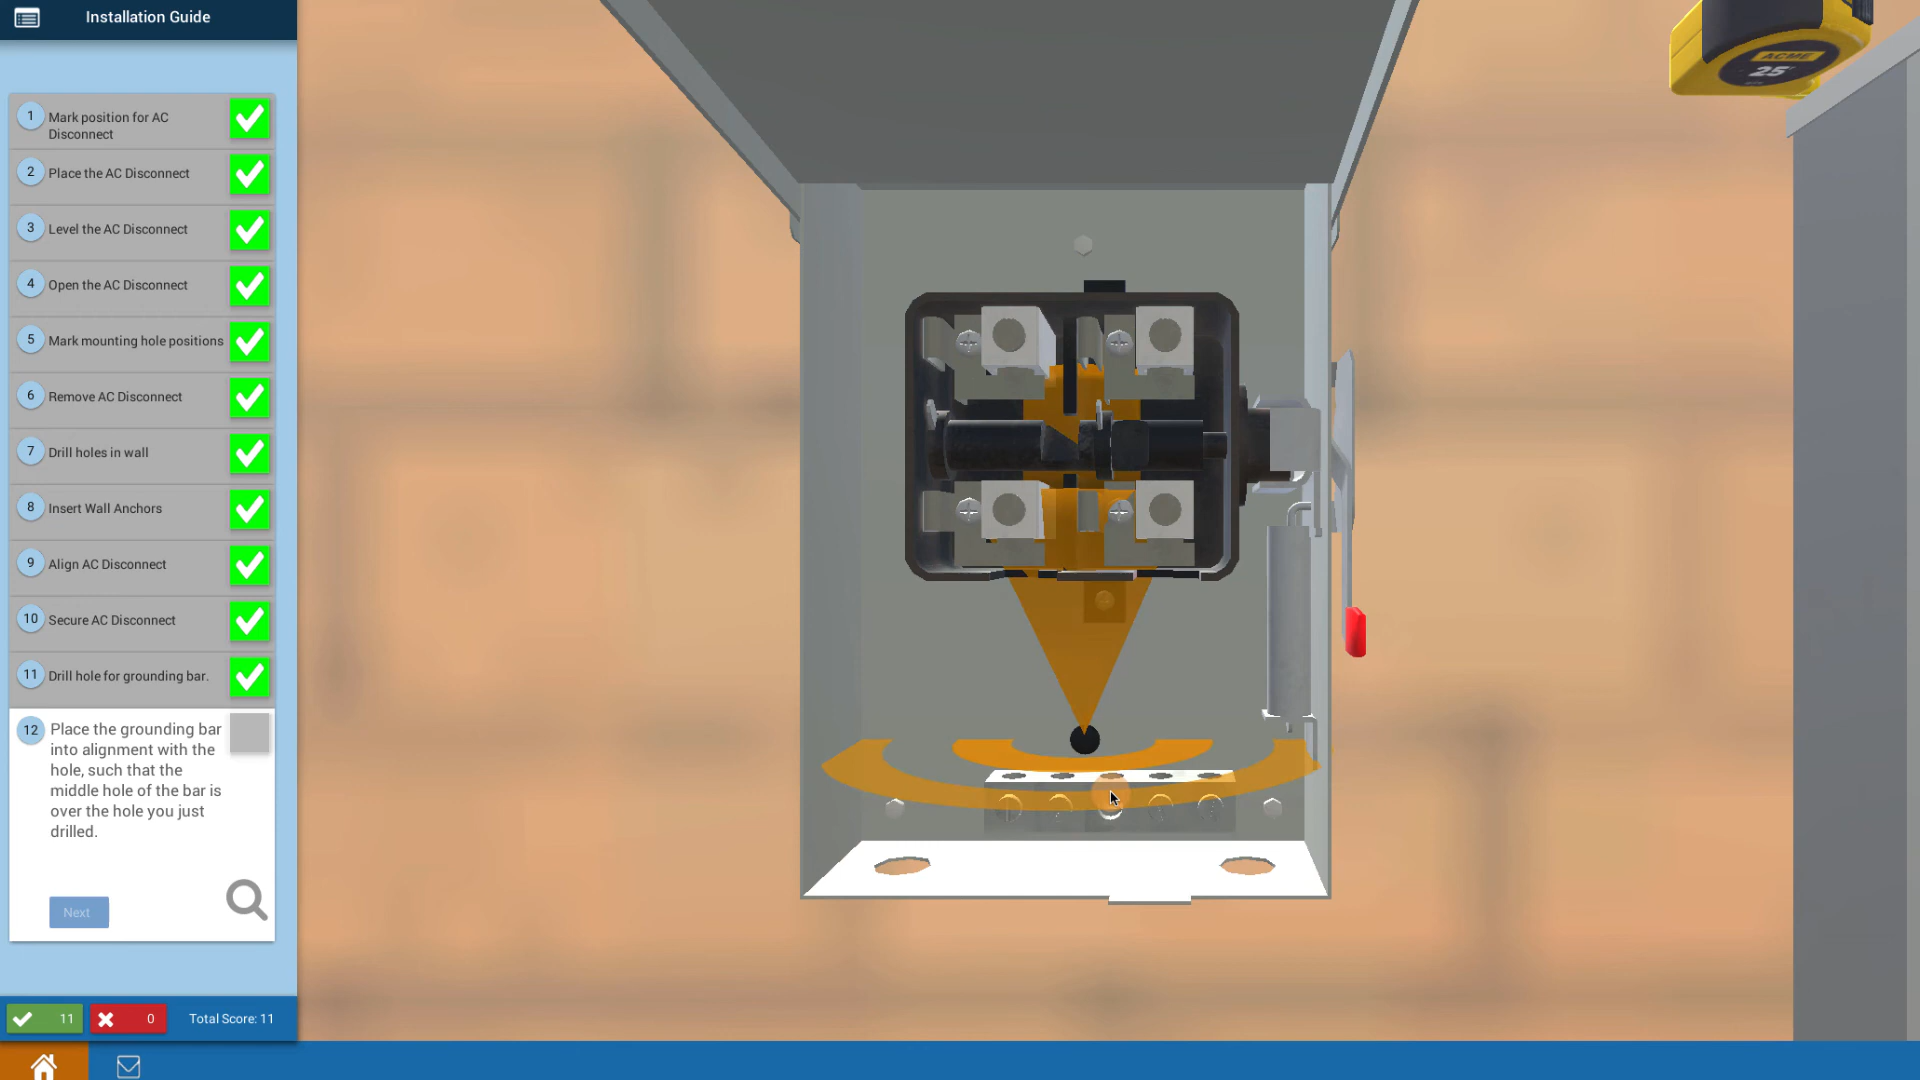 Installation Guide
1 Mark position for AC
Disconnect
2 Place the AC Disconnect
3 Level the AC Disconnect
4 Open the AC Disconnect
5 Mark mounting hole positions
6 Remove AC Disconnect
7 Drill holes in wall
8 Insert Wall Anchors
9 Align AC Disconnect
10 Secure AC Disconnect
11 Drill hole for grounding bar.
12 Place the grounding bar
into alignment with the
hole, such that the
middle hole of the bar is
over the hole you just
drilled.
Next
11 0 Total Score: 11
ACME
25'